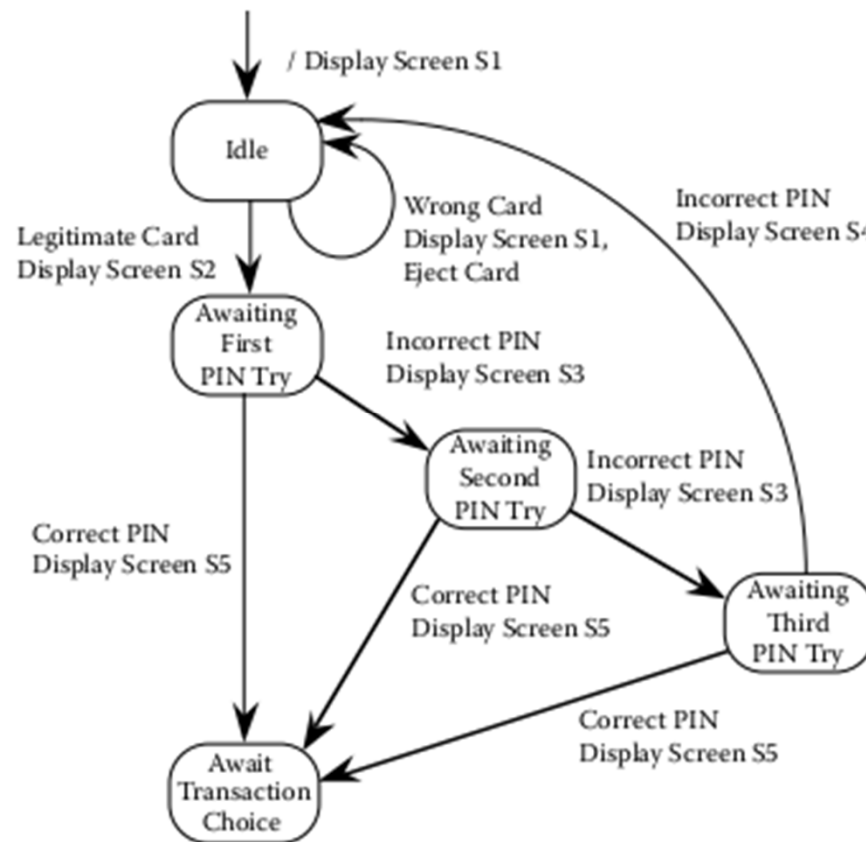 / Display Screen S1
Idle
Wrong Card
Display Screen S1,
Eject Card
Incorrect PIN
Display Screen S4
Legitimate Card
Display Screen S2
Awaiting
First
PIN Try
Incorrect PIN
Display Screen S3
Awaiting
Second
PIN Try
Incorrect PIN
Display Screen S3
Correct PIN
Display Screen S5
Correct PIN
Display Screen S5
Awaiting
Third
PIN Try
Correct PIN
Display Screen S5
Await
Transaction
Choice